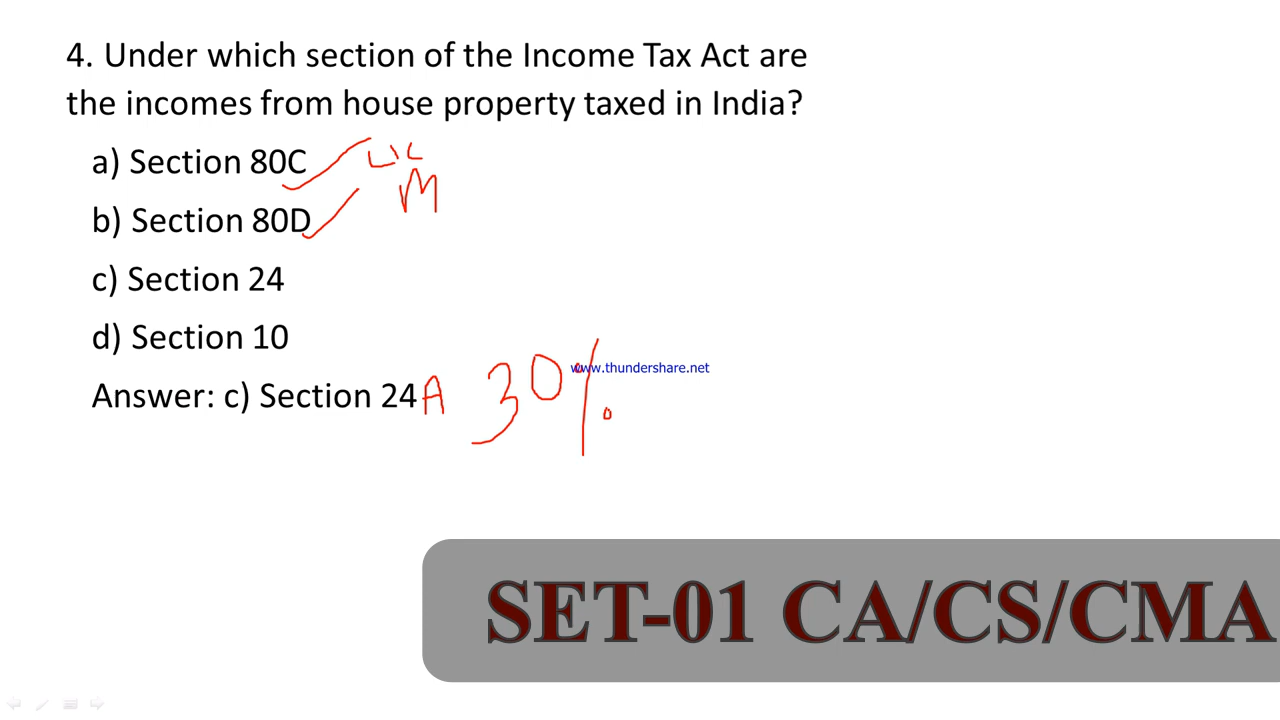 4. Under which section of the Income Tax Act are
the incomes from house property taxed in India?
a) Section 80C
LIC
M
b) Section 80D
c) Section 24
d) Section 10
Answer: c) Section 24 A 30%
www.thundershare.net
SET-01 CA/CS/CMA